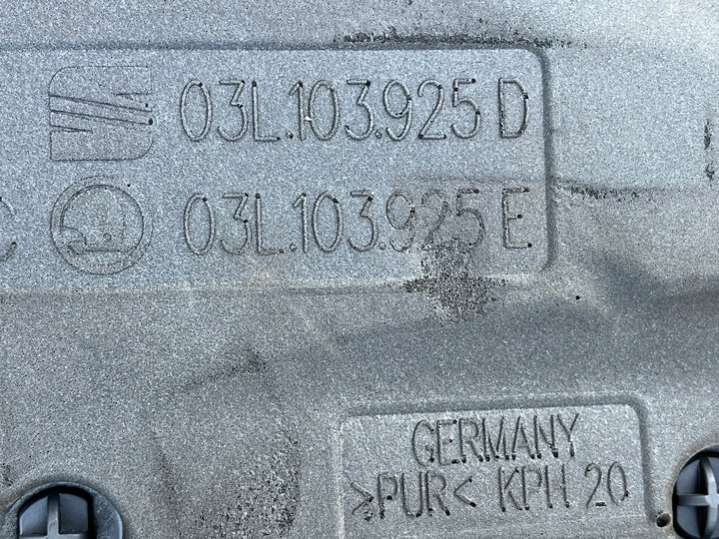 03L.103.925 D
C
03L.103.925 E
GERMANY
>PUR< KPH 20